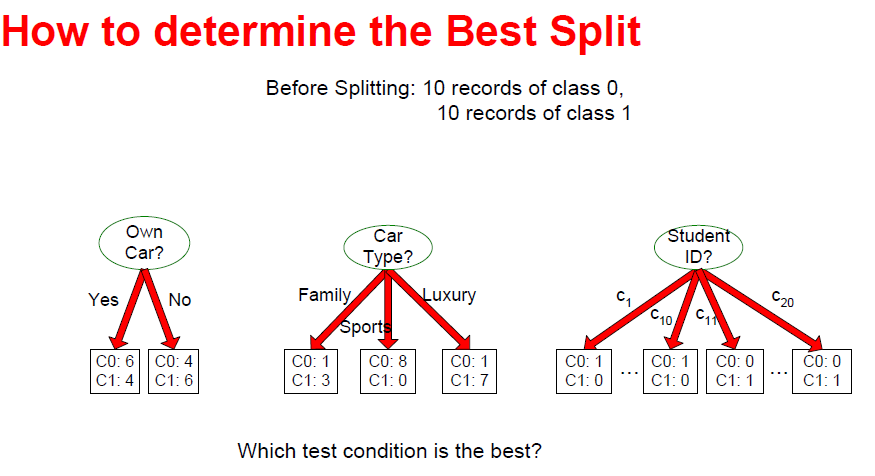 How to determine the Best Split
Before Splitting: 10 records of class 0,
10 records of class 1
Own
Car?
Yes
No
C0: 6
C1: 4
C0: 4
C1: 6
Car
Type?
Family
Sports
Luxury
C0: 1
C1: 3
C0: 8
C1: 0
C0: 1
C1: 7
Student
ID?
c1
c10
c11
c20
C0: 1
C1: 0
...
C0: 1
C1: 0
C0: 0
C1: 1
...
C0: 0
C1: 1
Which test condition is the best?